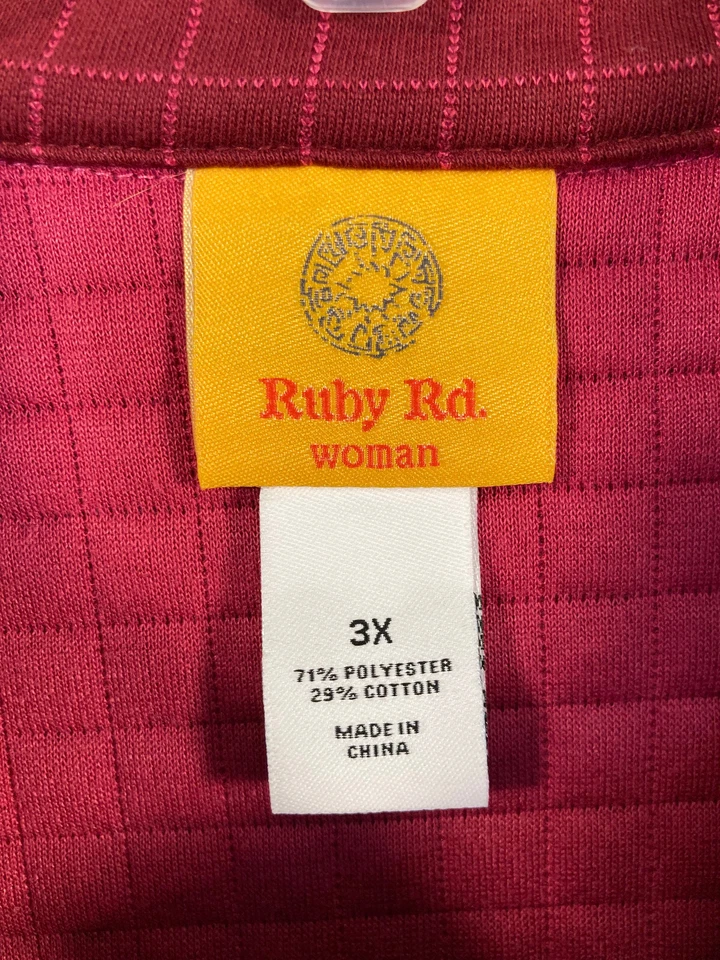 Ruby Rd.
woman
3X
71% POLYESTER
29% COTTON
MADE IN
CHINA